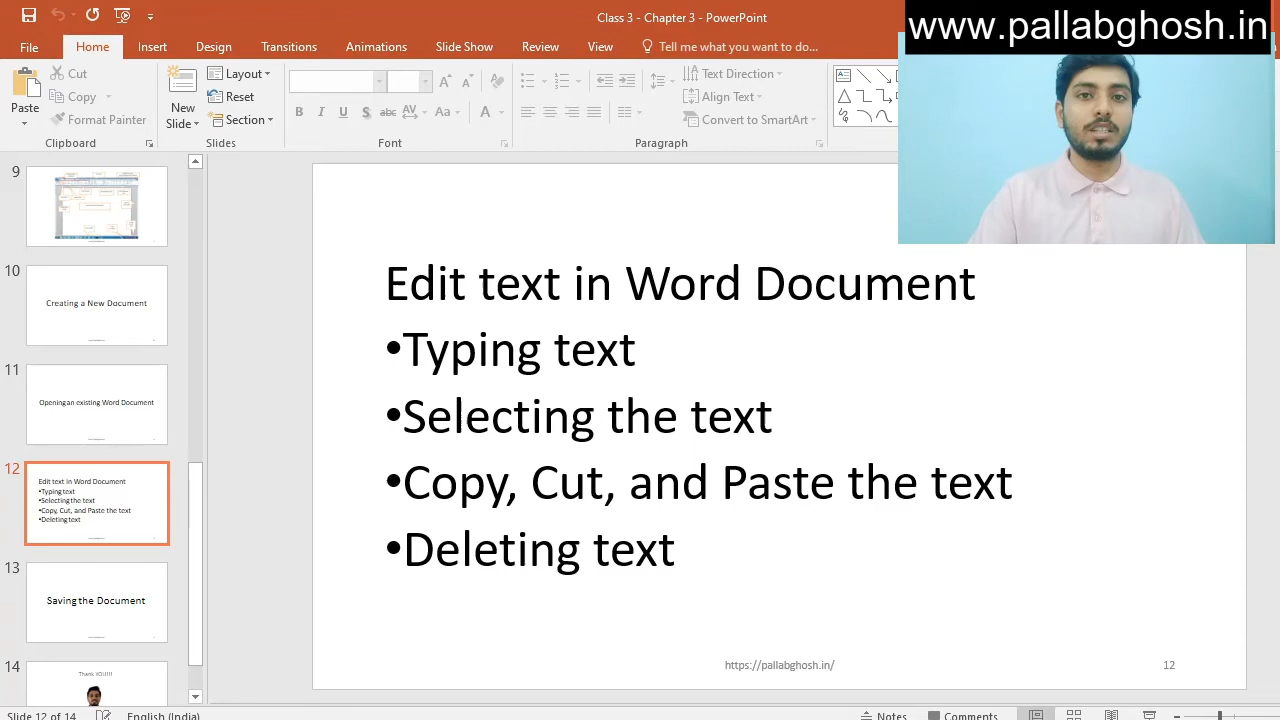 Class 3 - Chapter 3 - PowerPoint
www.pallabghosh.in
File Home Insert Design Transitions Animations Slide Show Review View Tell me what you want to do...
Paste
Cut
Copy
Format Painter
Clipboard
New
Slide
Layout
Reset
Section
Slides
B I U S abc AV Aa A
Font
Text Direction
Align Text
Convert to SmartArt
Paragraph
9
10
Creating a New Document
11
Opening an existing Word Document
12
Edit text in Word Document
•Typing text
•Selecting the text
•Copy, Cut, and Paste the text
•Deleting text
13
Saving the Document
14
Thank YOU!!!!
Edit text in Word Document
•Typing text
•Selecting the text
•Copy, Cut, and Paste the text
•Deleting text
https://pallabghosh.in/
12
Slide 12 of 14 English (India) Notes Comments